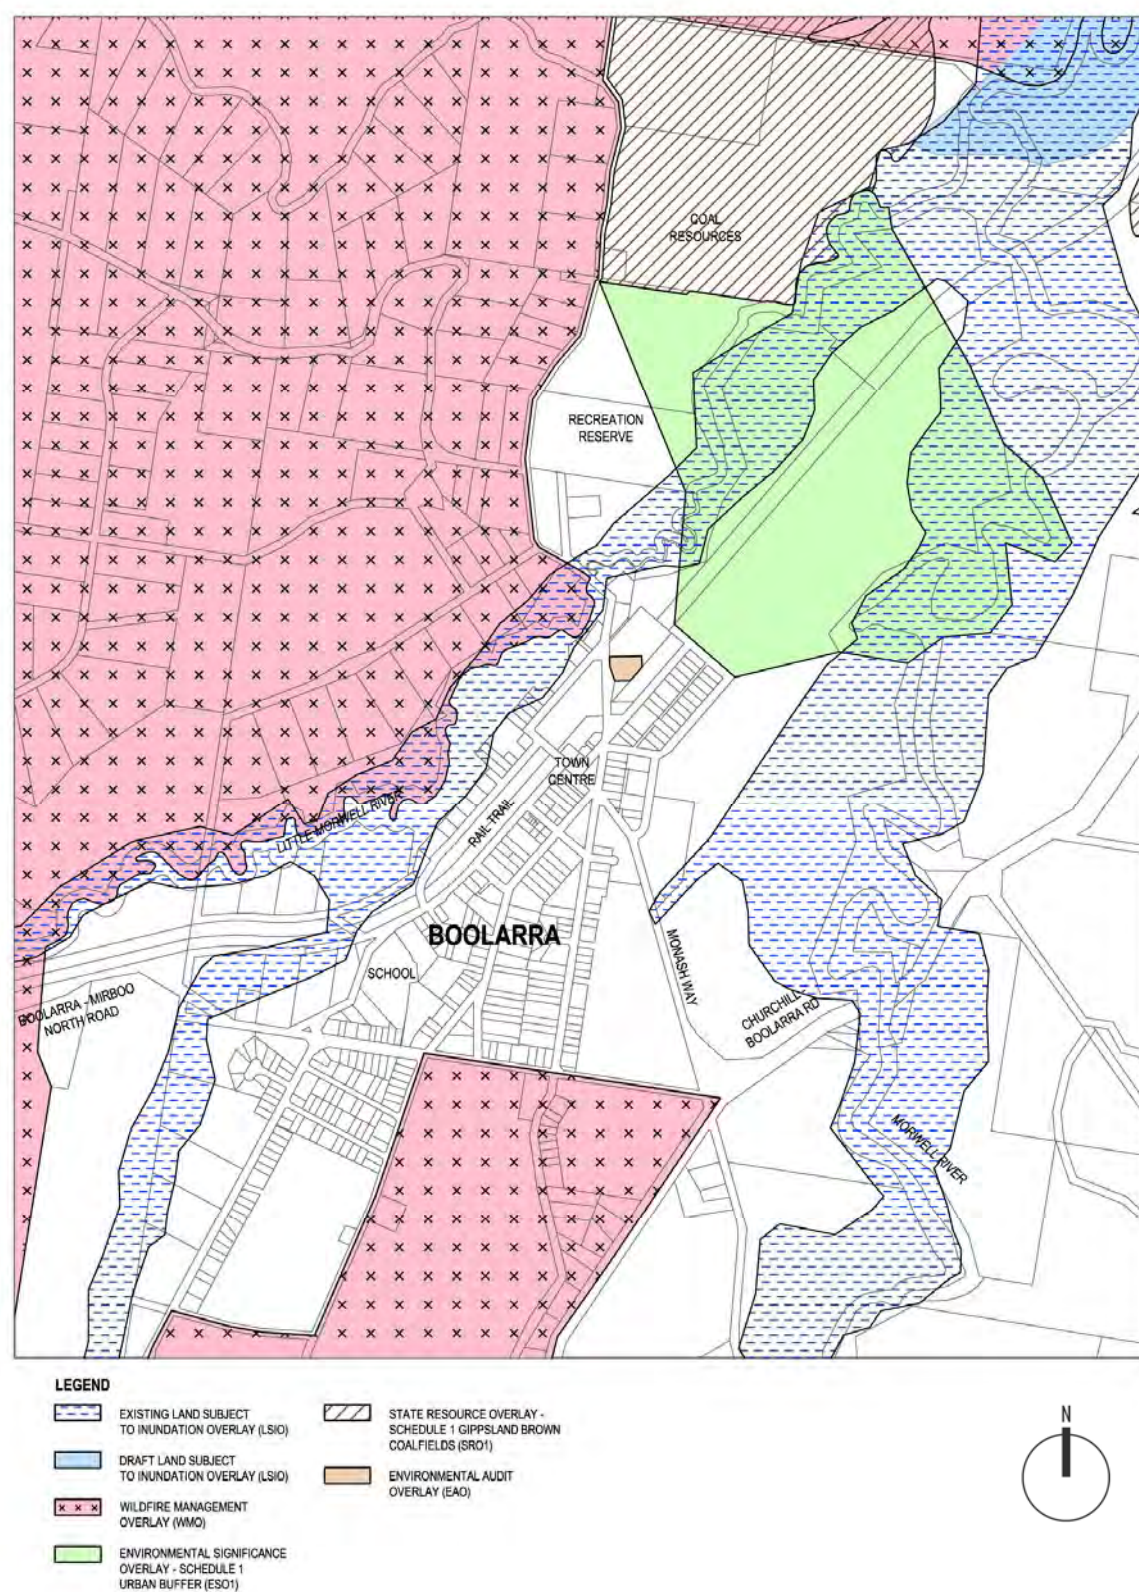 COAL
RESOURCES
RECREATION
RESERVE
TOWN
CENTRE
RAIL TRAIL
LITTLE MORWELL RIVER
BOOLARRA
SCHOOL
MONASH WAY
BOOLARRA - MIRBOO
NORTH ROAD
CHURCHILL-
BOOLARRA RD
MORWELL RIVER
LEGEND
EXISTING LAND SUBJECT
TO INUNDATION OVERLAY (LSIO)
DRAFT LAND SUBJECT
TO INUNDATION OVERLAY (LSIO)
WILDFIRE MANAGEMENT
OVERLAY (WMO)
ENVIRONMENTAL SIGNIFICANCE
OVERLAY - SCHEDULE 1
URBAN BUFFER (ESO1)
STATE RESOURCE OVERLAY -
SCHEDULE 1 GIPPSLAND BROWN
COALFIELDS (SRO1)
ENVIRONMENTAL AUDIT
OVERLAY (EAO)
N